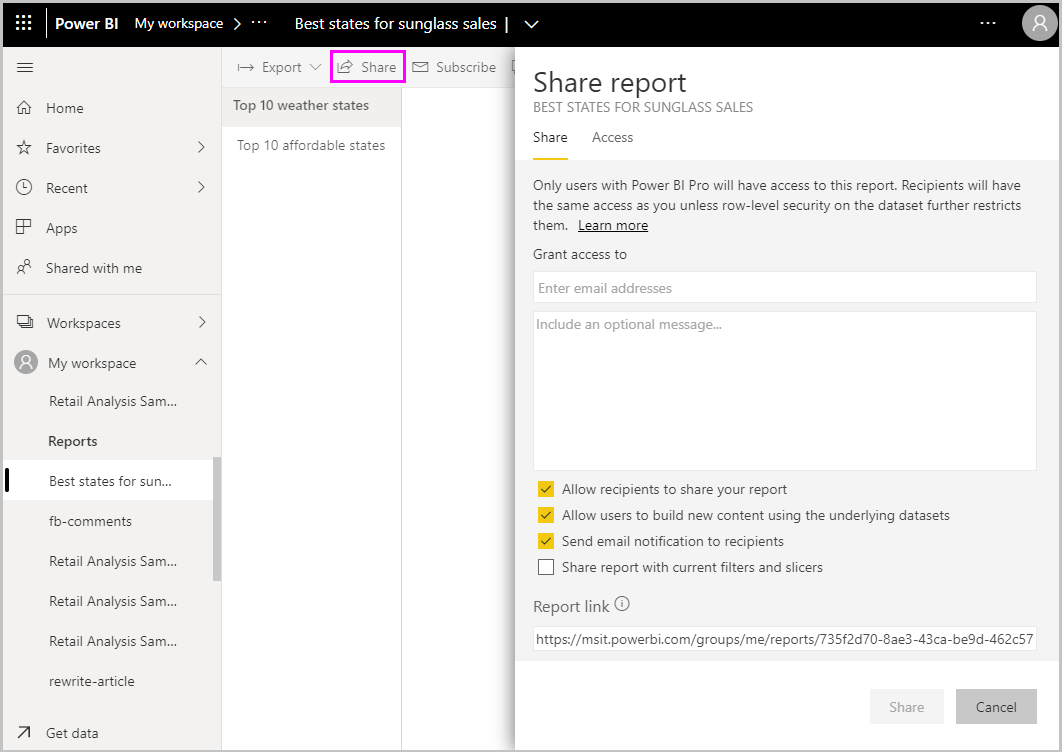 Power BI My workspace > ... Best states for sunglass sales | ...
Export Share Subscribe
Home
Favorites
Recent
Apps
Shared with me
Workspaces
My workspace
Retail Analysis Sam...
Reports
Best states for sun...
fb-comments
Retail Analysis Sam...
Retail Analysis Sam...
Retail Analysis Sam...
rewrite-article
Get data
Top 10 weather states
Top 10 affordable states
Share report
BEST STATES FOR SUNGLASS SALES
Share Access
Only users with Power BI Pro will have access to this report. Recipients will have
the same access as you unless row-level security on the dataset further restricts
them. Learn more
Grant access to
Enter email addresses
Include an optional message...
Allow recipients to share your report
Allow users to build new content using the underlying datasets
Send email notification to recipients
Share report with current filters and slicers
Report link
https://msit.powerbi.com/groups/me/reports/735f2d70-8ae3-43ca-be9d-462c57
Share Cancel